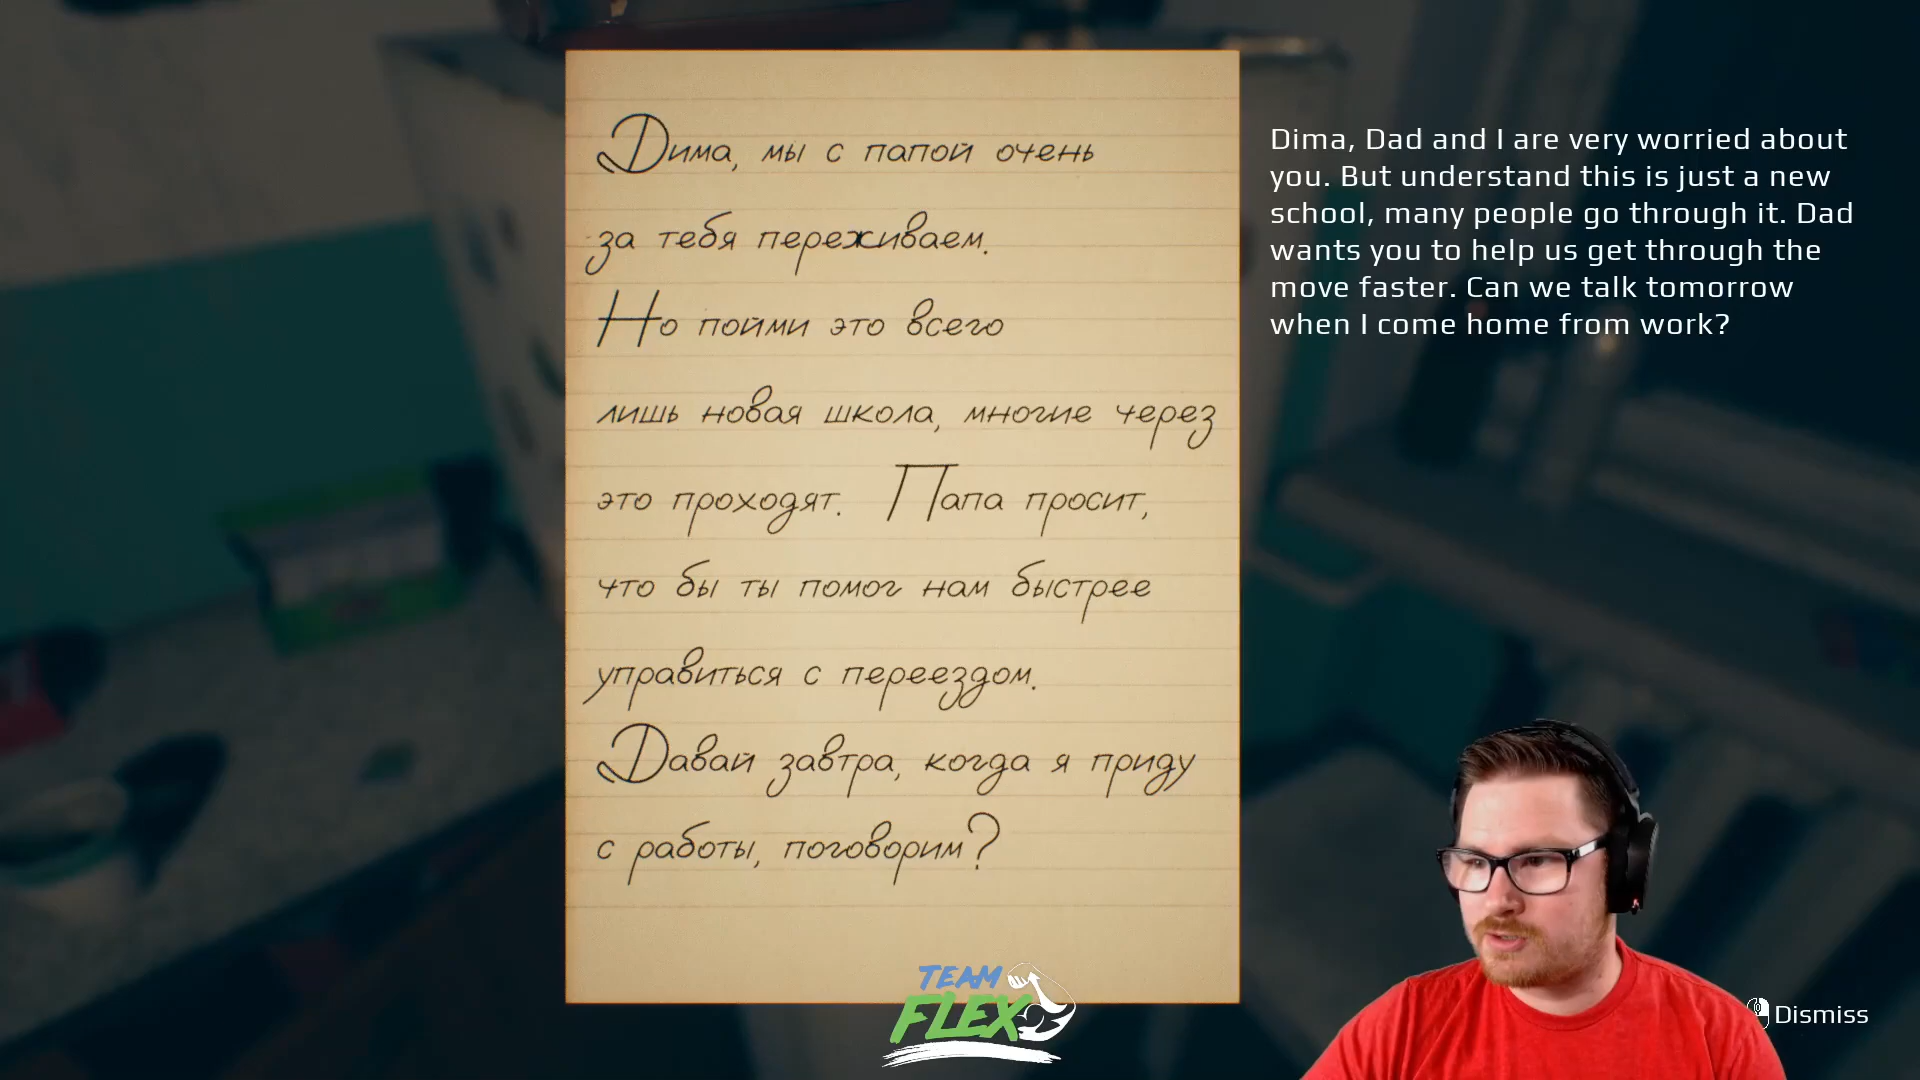 Дима, мы с папой очень
за тебя переживаем.
Но пойми это всего
лишь новая школа, многие через
это проходят. Папа просит,
что бы ты помог нам быстрее
управиться с переездом.
Давай завтра, когда я приду
с работы, поговорим?
Dima, Dad and I are very worried about
you. But understand this is just a new
school, many people go through it. Dad
wants you to help us get through the
move faster. Can we talk tomorrow
when I come home from work?
TEAM
FLEX
Dismiss